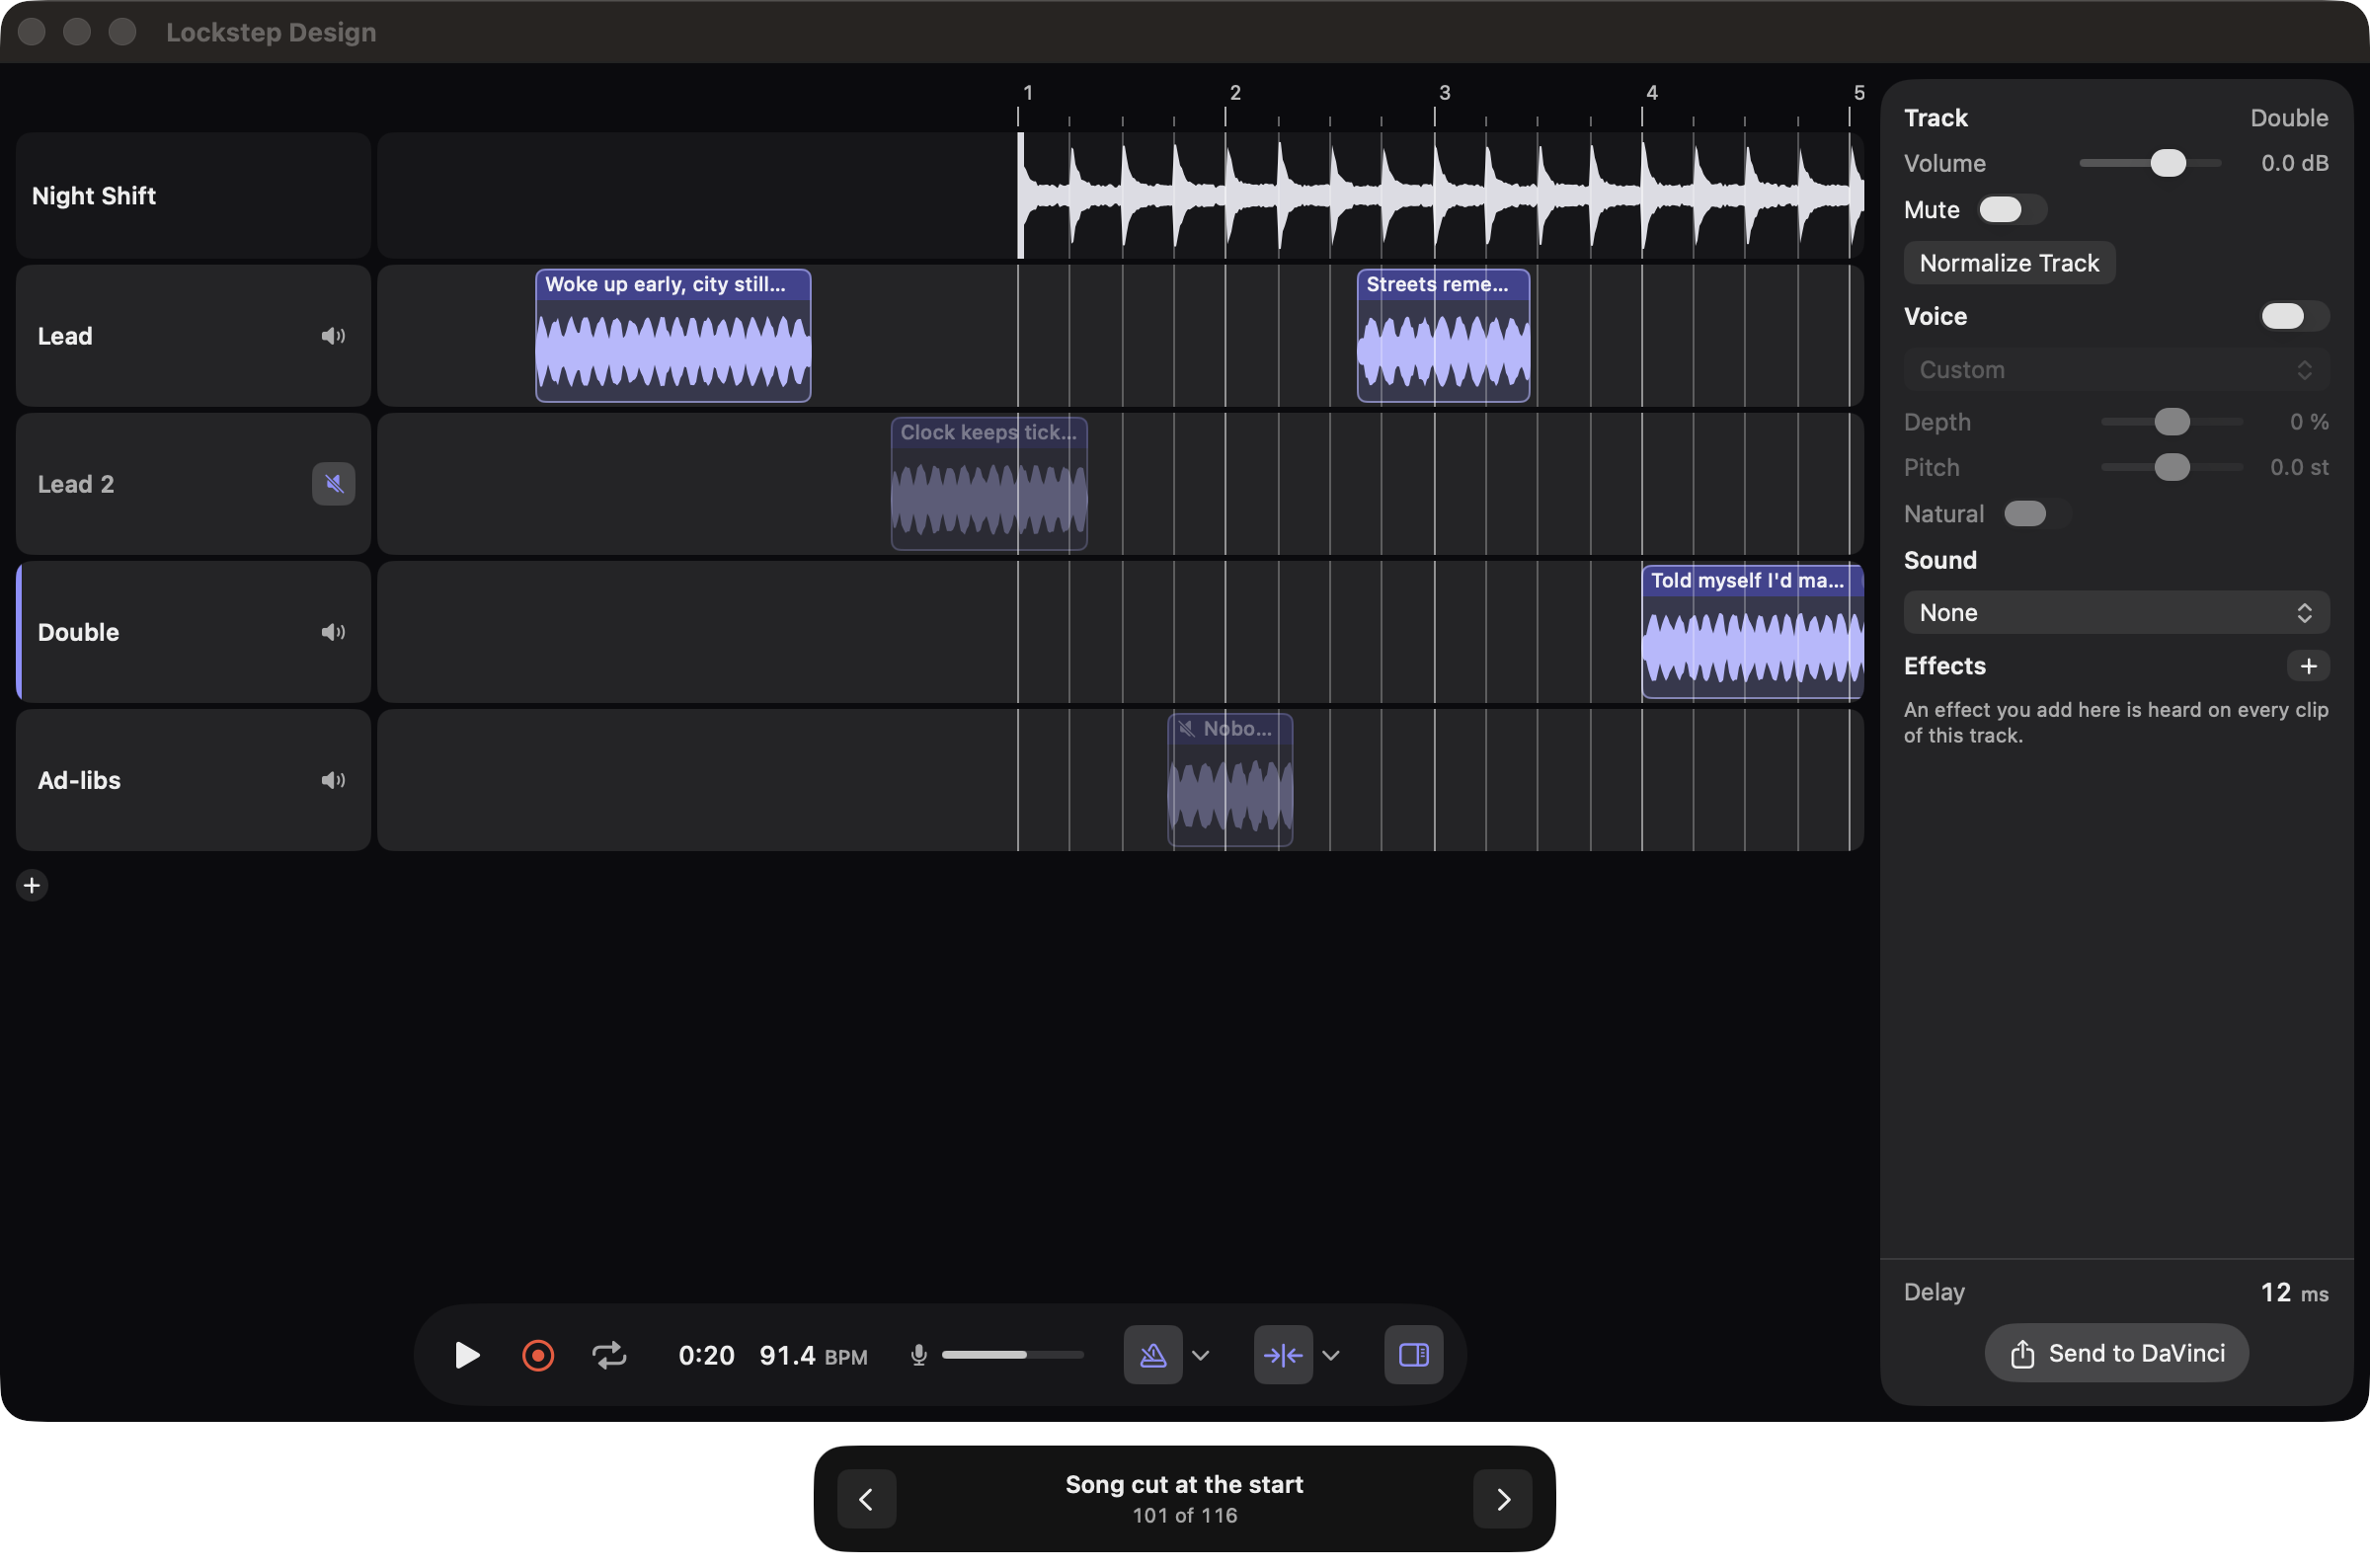 Lockstep Design
1 2 3 4 5
Night Shift
Lead
Woke up early, city still...
Streets reme...
Lead 2
Clock keeps tick...
Double
Told myself I'd ma...
Ad-libs
Nobo...
Track Double
Volume 0.0 dB
Mute
Normalize Track
Voice
Custom
Depth 0 %
Pitch 0.0 st
Natural
Sound
None
Effects
An effect you add here is heard on every clip
of this track.
Delay 12 ms
Send to DaVinci
0:20 91.4 BPM
Song cut at the start
101 of 116